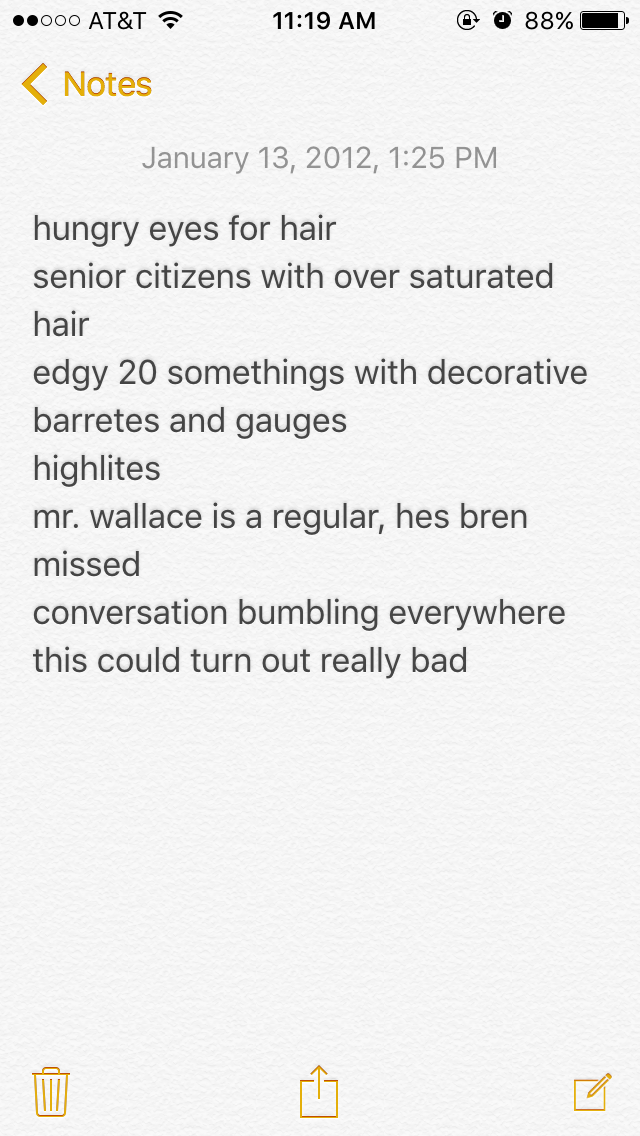 AT&T 11:19 AM 88%
Notes
January 13, 2012, 1:25 PM
hungry eyes for hair
senior citizens with over saturated
hair
edgy 20 somethings with decorative
barretes and gauges
highlites
mr. wallace is a regular, hes bren
missed
conversation bumbling everywhere
this could turn out really bad